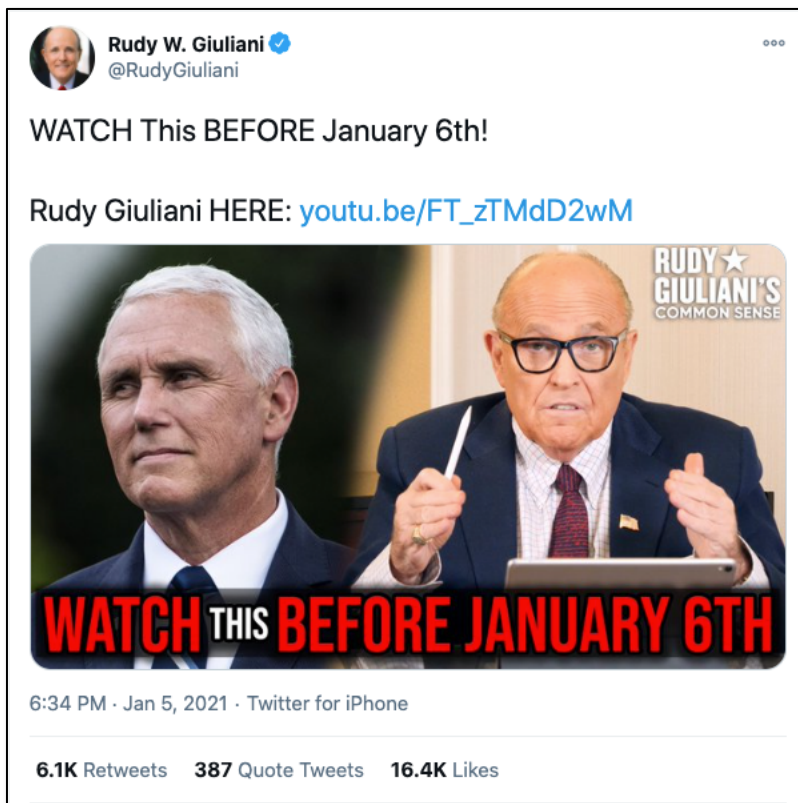 Rudy W. Giuliani
@RudyGiuliani
WATCH This BEFORE January 6th!
Rudy Giuliani HERE: youtu.be/FT_zTMdD2wM
RUDY★
GIULIANI'S
COMMON SENSE
WATCH THIS BEFORE JANUARY 6TH
6:34 PM · Jan 5, 2021 · Twitter for iPhone
6.1K Retweets 387 Quote Tweets 16.4K Likes